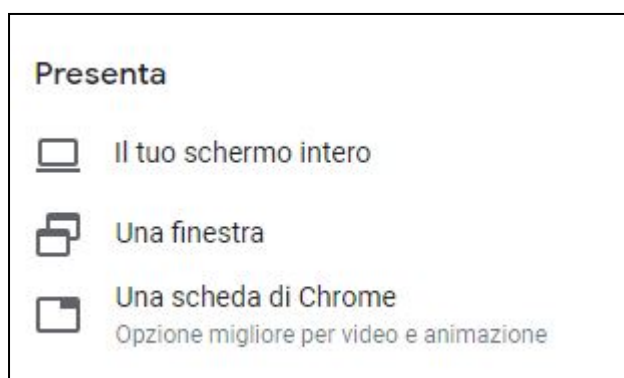 Presenta
Il tuo schermo intero
Una finestra
Una scheda di Chrome
Opzione migliore per video e animazione